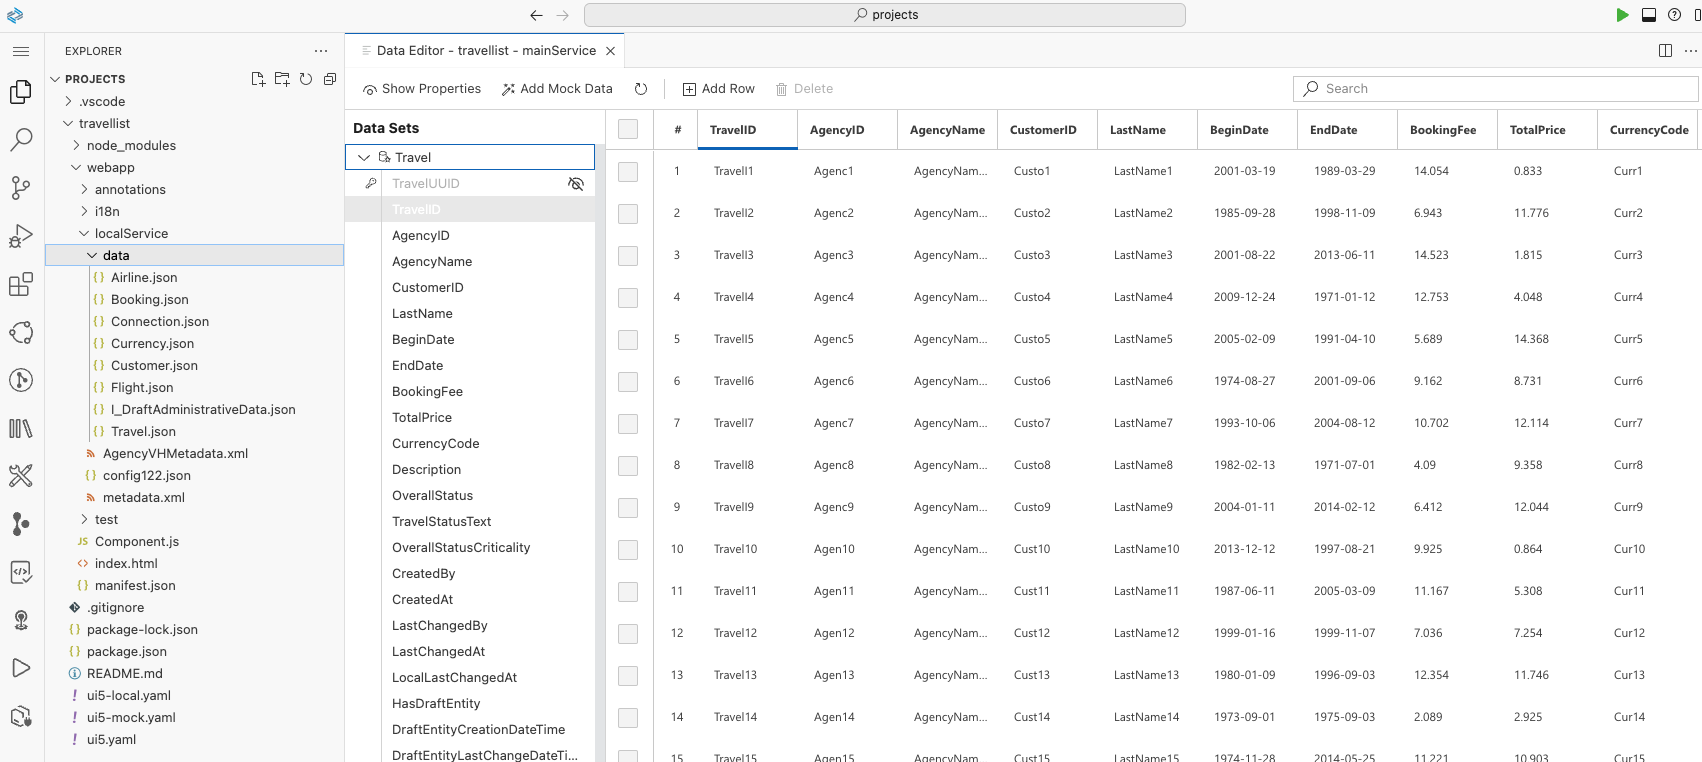 projects
EXPLORER
PROJECTS
.vscode
travellist
node_modules
webapp
annotations
i18n
localService
data
Airline.json
Booking.json
Connection.json
Currency.json
Customer.json
Flight.json
I_DraftAdministrativeData.json
Travel.json
AgencyVHMetadata.xml
config122.json
metadata.xml
test
Component.js
index.html
manifest.json
.gitignore
package-lock.json
package.json
README.md
ui5-local.yaml
ui5-mock.yaml
ui5.yaml
Data Editor - travellist - mainService
Show Properties Add Mock Data Add Row Delete Search
Data Sets
Travel
TravelUUID
TravelID
AgencyID
AgencyName
CustomerID
LastName
BeginDate
EndDate
BookingFee
TotalPrice
CurrencyCode
Description
OverallStatus
TravelStatusText
OverallStatusCriticality
CreatedBy
CreatedAt
LastChangedBy
LastChangedAt
LocalLastChangedAt
HasDraftEntity
DraftEntityCreationDateTime
DraftEntityLastChangeDateTi...
# TravelID AgencyID AgencyName CustomerID LastName BeginDate EndDate BookingFee TotalPrice CurrencyCode
1 Travell1 Agenc1 AgencyNam... Custo1 LastName1 2001-03-19 1989-03-29 14.054 0.833 Curr1
2 Travell2 Agenc2 AgencyNam... Custo2 LastName2 1985-09-28 1998-11-09 6.943 11.776 Curr2
3 Travell3 Agenc3 AgencyNam... Custo3 LastName3 2001-08-22 2013-06-11 14.523 1.815 Curr3
4 Travell4 Agenc4 AgencyNam... Custo4 LastName4 2009-12-24 1971-01-12 12.753 4.048 Curr4
5 Travell5 Agenc5 AgencyNam... Custo5 LastName5 2005-02-09 1991-04-10 5.689 14.368 Curr5
6 Travell6 Agenc6 AgencyNam... Custo6 LastName6 1974-08-27 2001-09-06 9.162 8.731 Curr6
7 Travell7 Agenc7 AgencyNam... Custo7 LastName7 1993-10-06 2004-08-12 10.702 12.114 Curr7
8 Travell8 Agenc8 AgencyNam... Custo8 LastName8 1982-02-13 1971-07-01 4.09 9.358 Curr8
9 Travell9 Agenc9 AgencyNam... Custo9 LastName9 2004-01-11 2014-02-12 6.412 12.044 Curr9
10 Travel10 Agen10 AgencyNam... Cust10 LastName10 2013-12-12 1997-08-21 9.925 0.864 Cur10
11 Travel11 Agen11 AgencyNam... Cust11 LastName11 1987-06-11 2005-03-09 11.167 5.308 Cur11
12 Travel12 Agen12 AgencyNam... Cust12 LastName12 1999-01-16 1999-11-07 7.036 7.254 Cur12
13 Travel13 Agen13 AgencyNam... Cust13 LastName13 1980-01-09 1996-09-03 12.354 11.746 Cur13
14 Travel14 Agen14 AgencyNam... Cust14 LastName14 1973-09-01 1975-09-03 2.089 2.925 Cur14
15 Travel15 Agen15 AgencyNam... Cust15 LastName15 1974-11-28 2014-05-25 11.221 10.903 Cur15